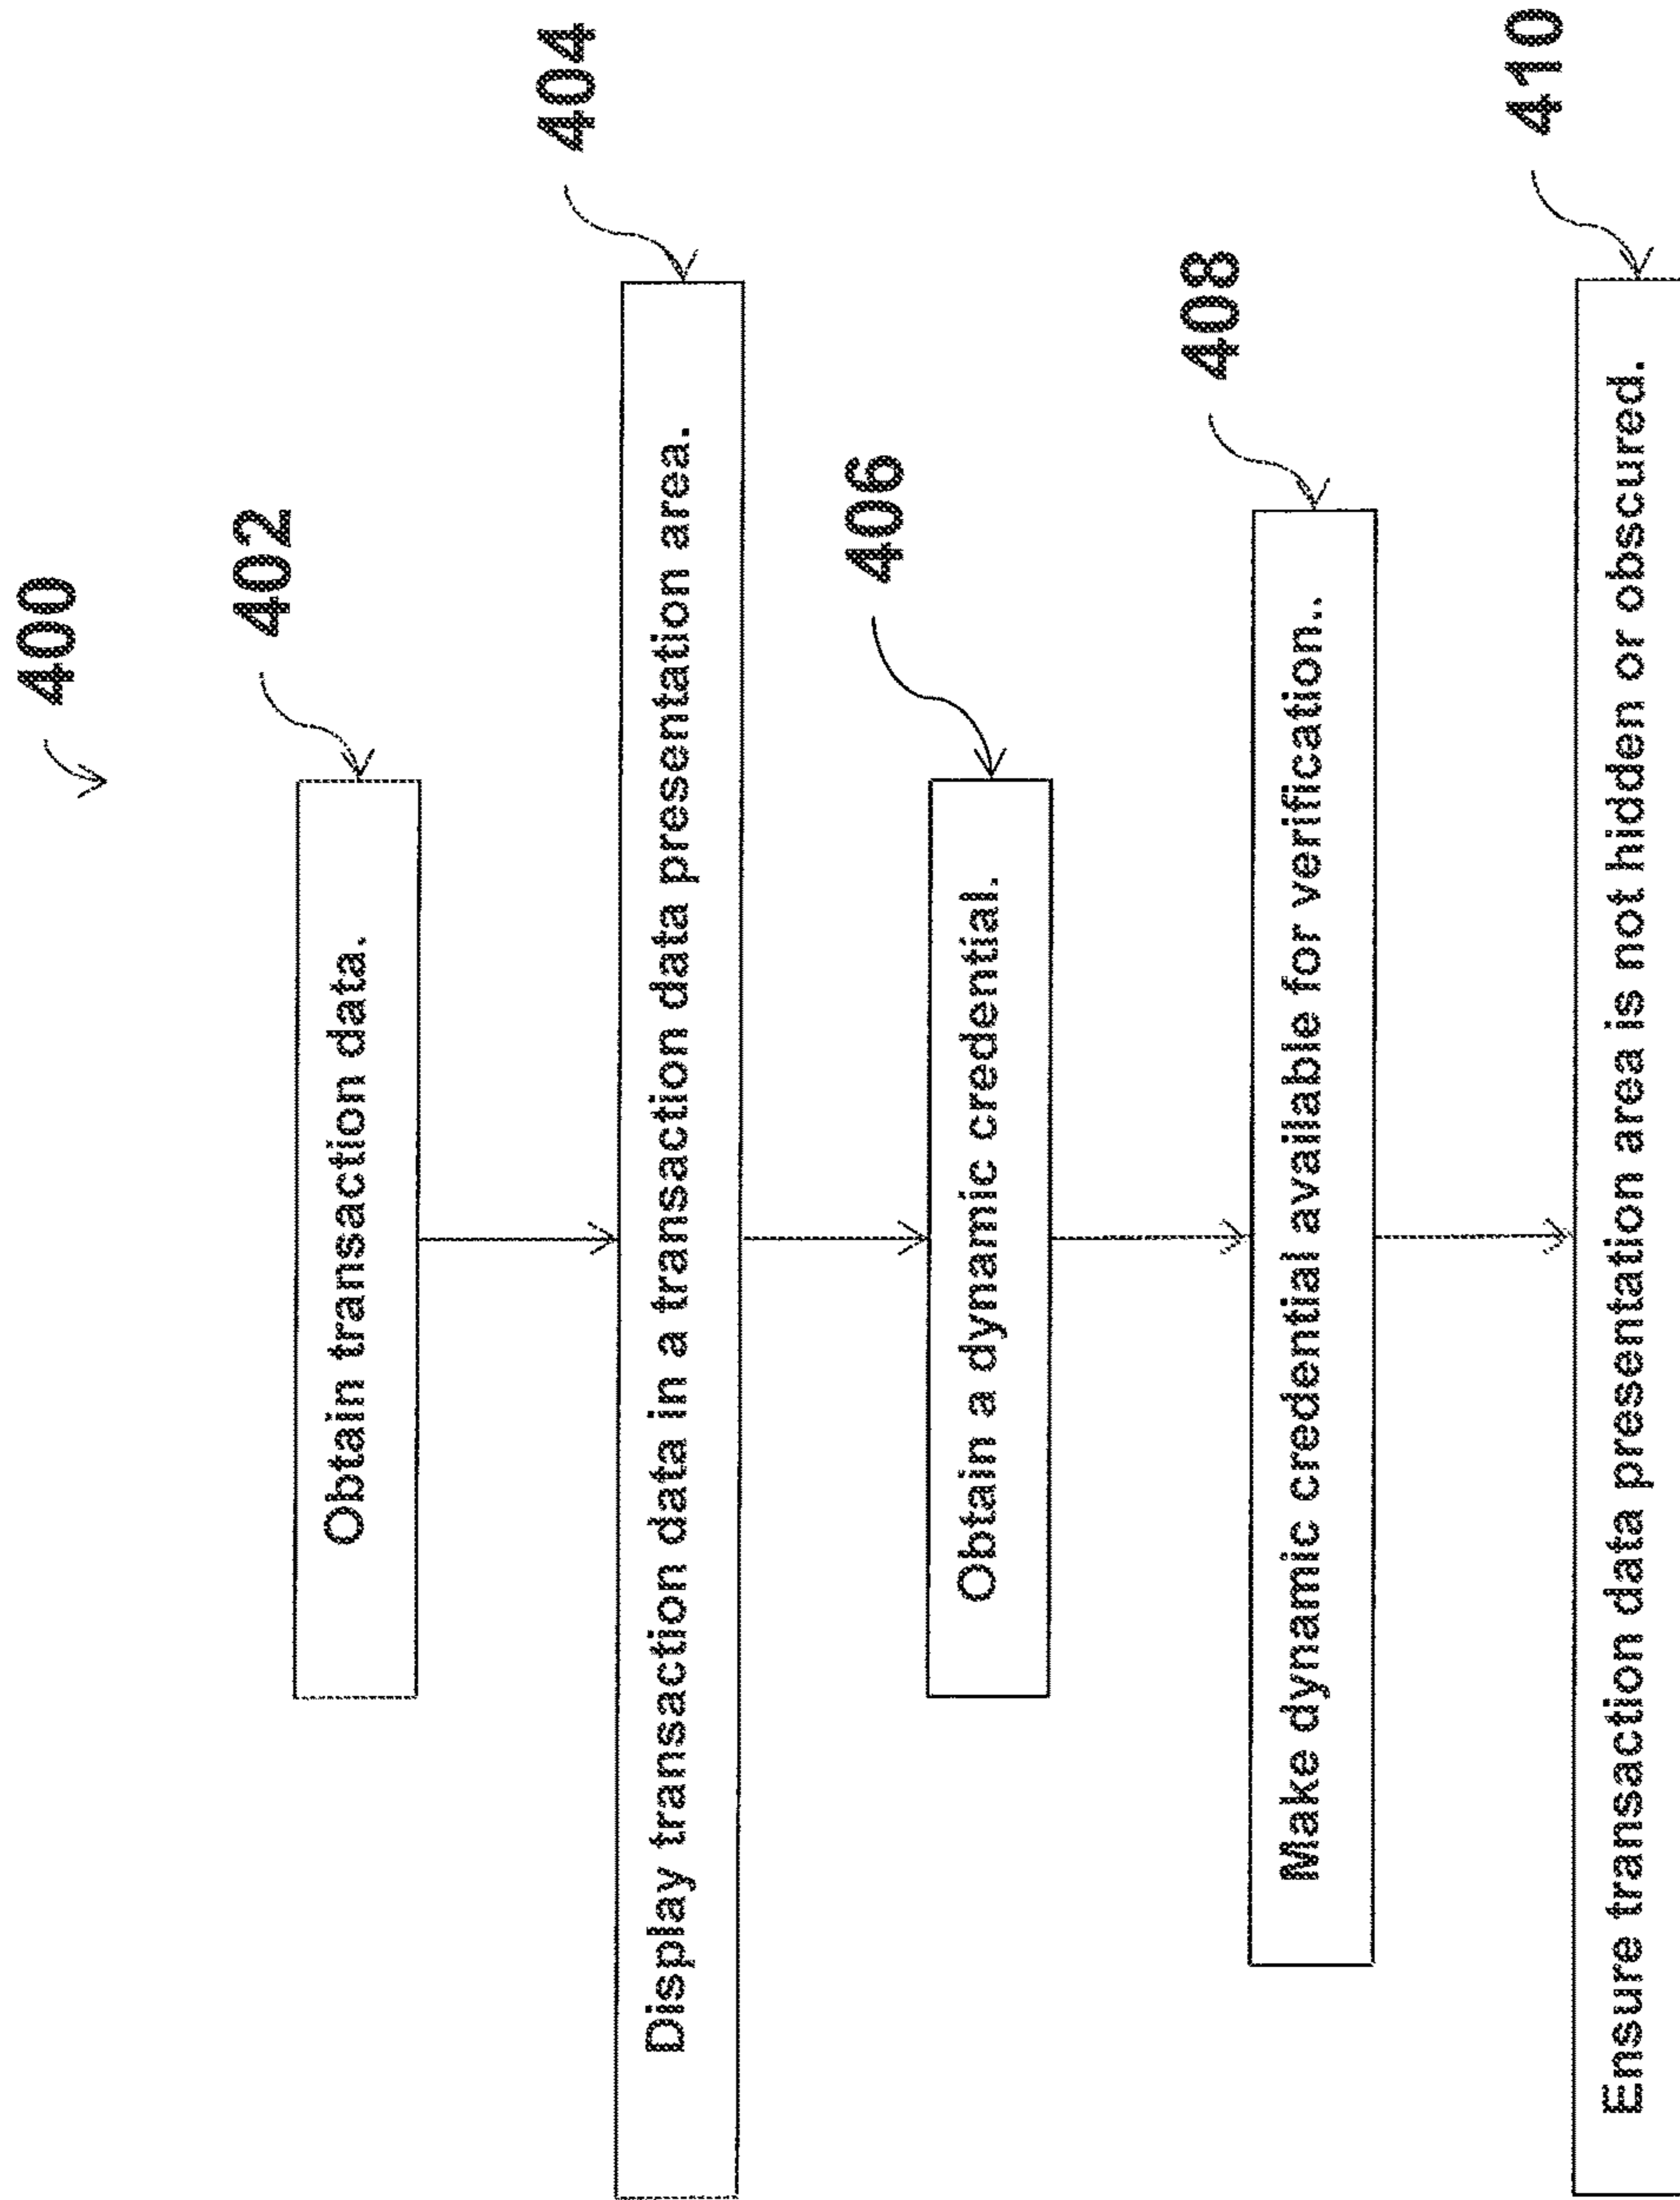 400
402
Obtain transaction data.
404
Display transaction data in a transaction data presentation area.
406
Obtain a dynamic credential.
408
Make dynamic credential available for verification..
410
Ensure transaction data presentation area is not hidden or obscured.